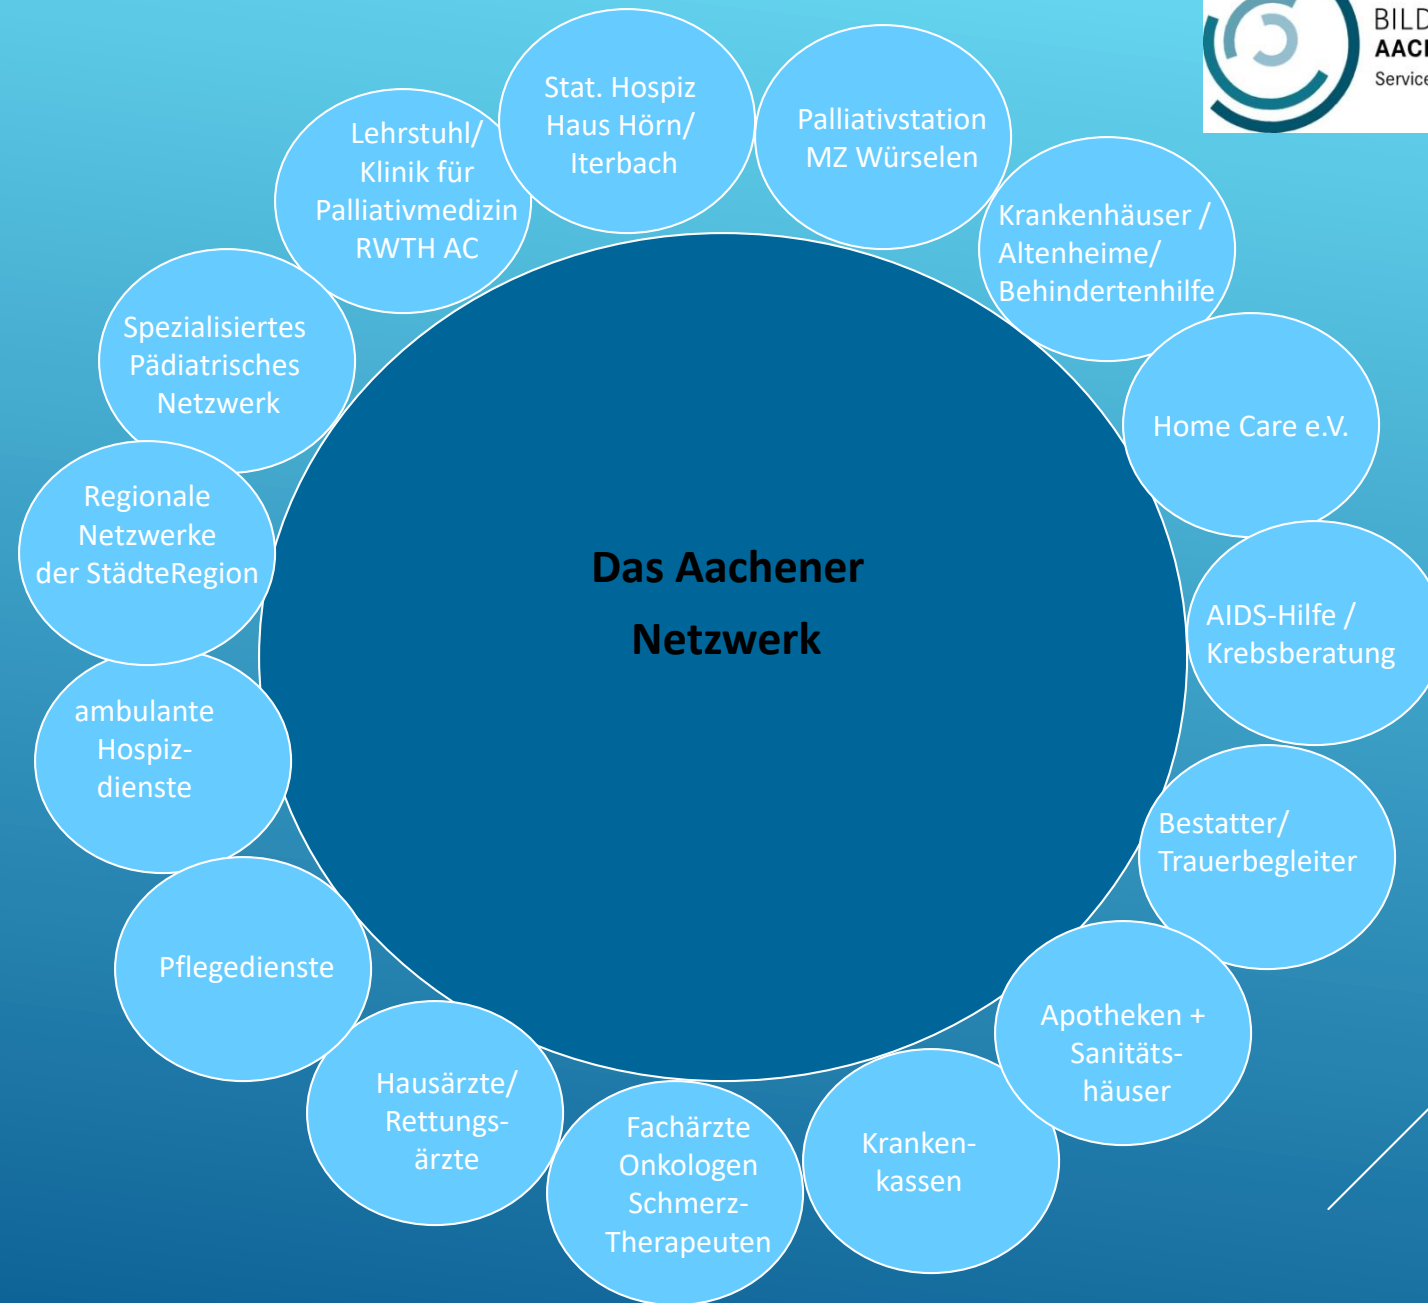 BILD
AACH
Service
Stat. Hospiz
Haus Hörn/
Iterbach
Palliativstation
MZ Würselen
Lehrstuhl/
Klinik für
Palliativmedizin
RWTH AC
Krankenhäuser /
Altenheime/
Behindertenhilfe
Spezialisiertes
Pädiatrisches
Netzwerk
Home Care e.V.
Regionale
Netzwerke
der StädteRegion
Das Aachener
Netzwerk
AIDS-Hilfe /
Krebsberatung
ambulante
Hospiz-
dienste
Bestatter/
Trauerbegleiter
Pflegedienste
Apotheken +
Sanitäts-
häuser
Hausärzte/
Rettungs-
ärzte
Fachärzte
Onkologen
Schmerz-
Therapeuten
Kranken-
kassen